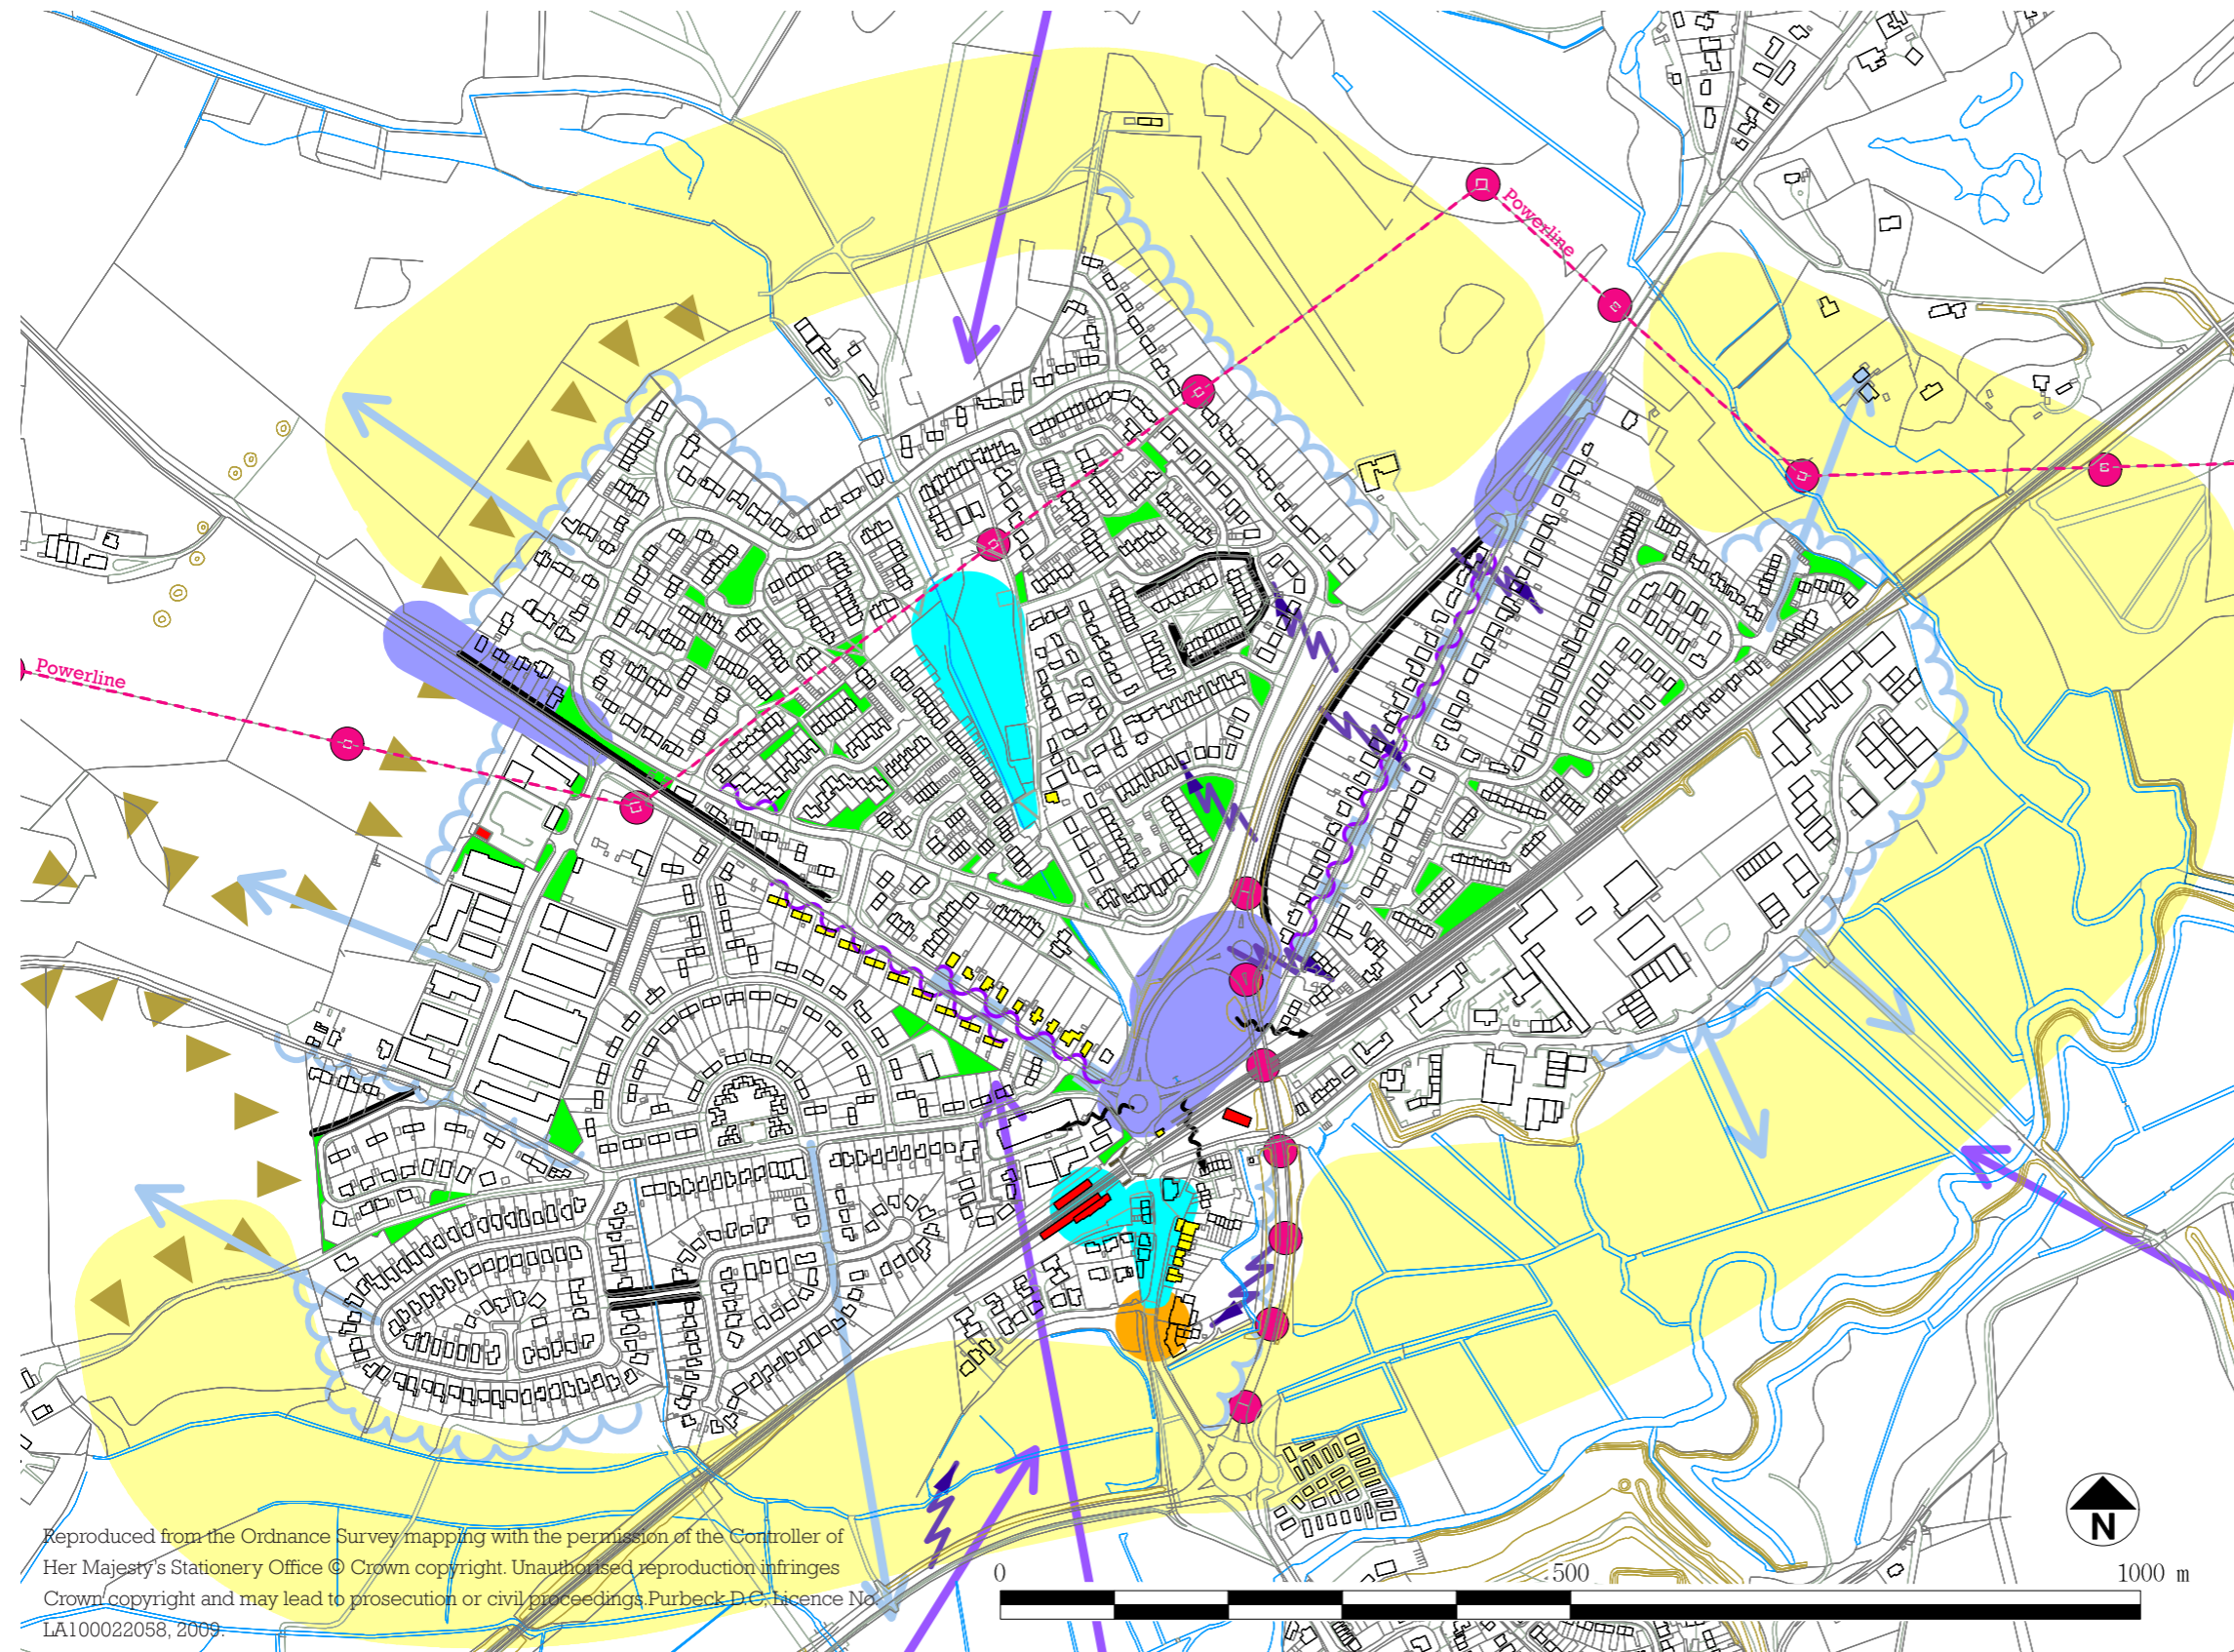 Powerline
Powerline
N
0 500 1000 m
Reproduced from the Ordnance Survey mapping with the permission of the Controller of
Her Majesty's Stationery Office © Crown copyright. Unauthorised reproduction infringes
Crown copyright and may lead to prosecution or civil proceedings.Purbeck D.C, Licence No.
LA100022058, 2009.